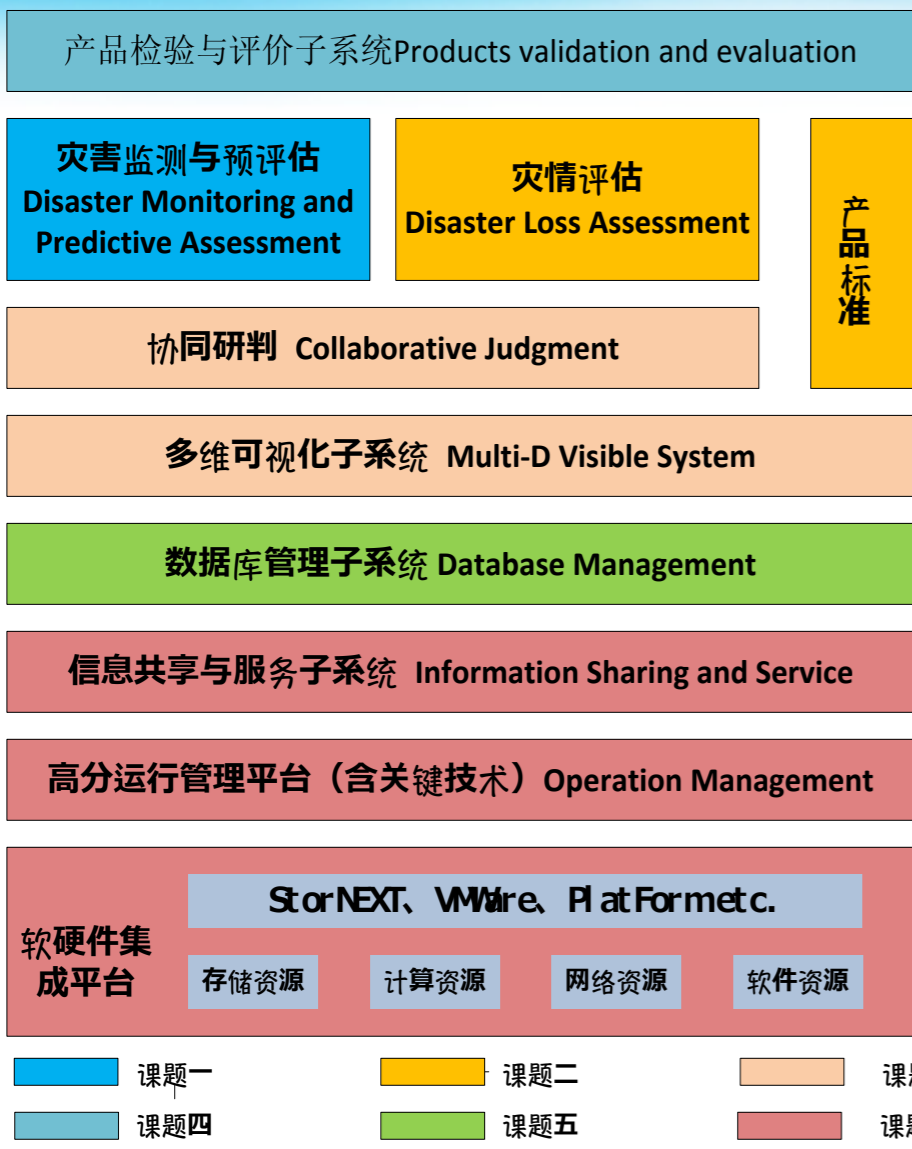 产品检验与评价子系统Products validation and evaluation
灾害监测与预评估
Disaster Monitoring and
Predictive Assessment
灾情评估
Disaster Loss Assessment
产品标准
协同研判 Collaborative Judgment
多维可视化子系统 Multi-D Visible System
数据库管理子系统 Database Management
信息共享与服务子系统 Information Sharing and Service
高分运行管理平台（含关键技术）Operation Management
软硬件集
成平台
StorNEXT、VMWare、PlatFormetc.
存储资源
计算资源
网络资源
软件资源
课题一
课题二
课
课题四
课题五
课